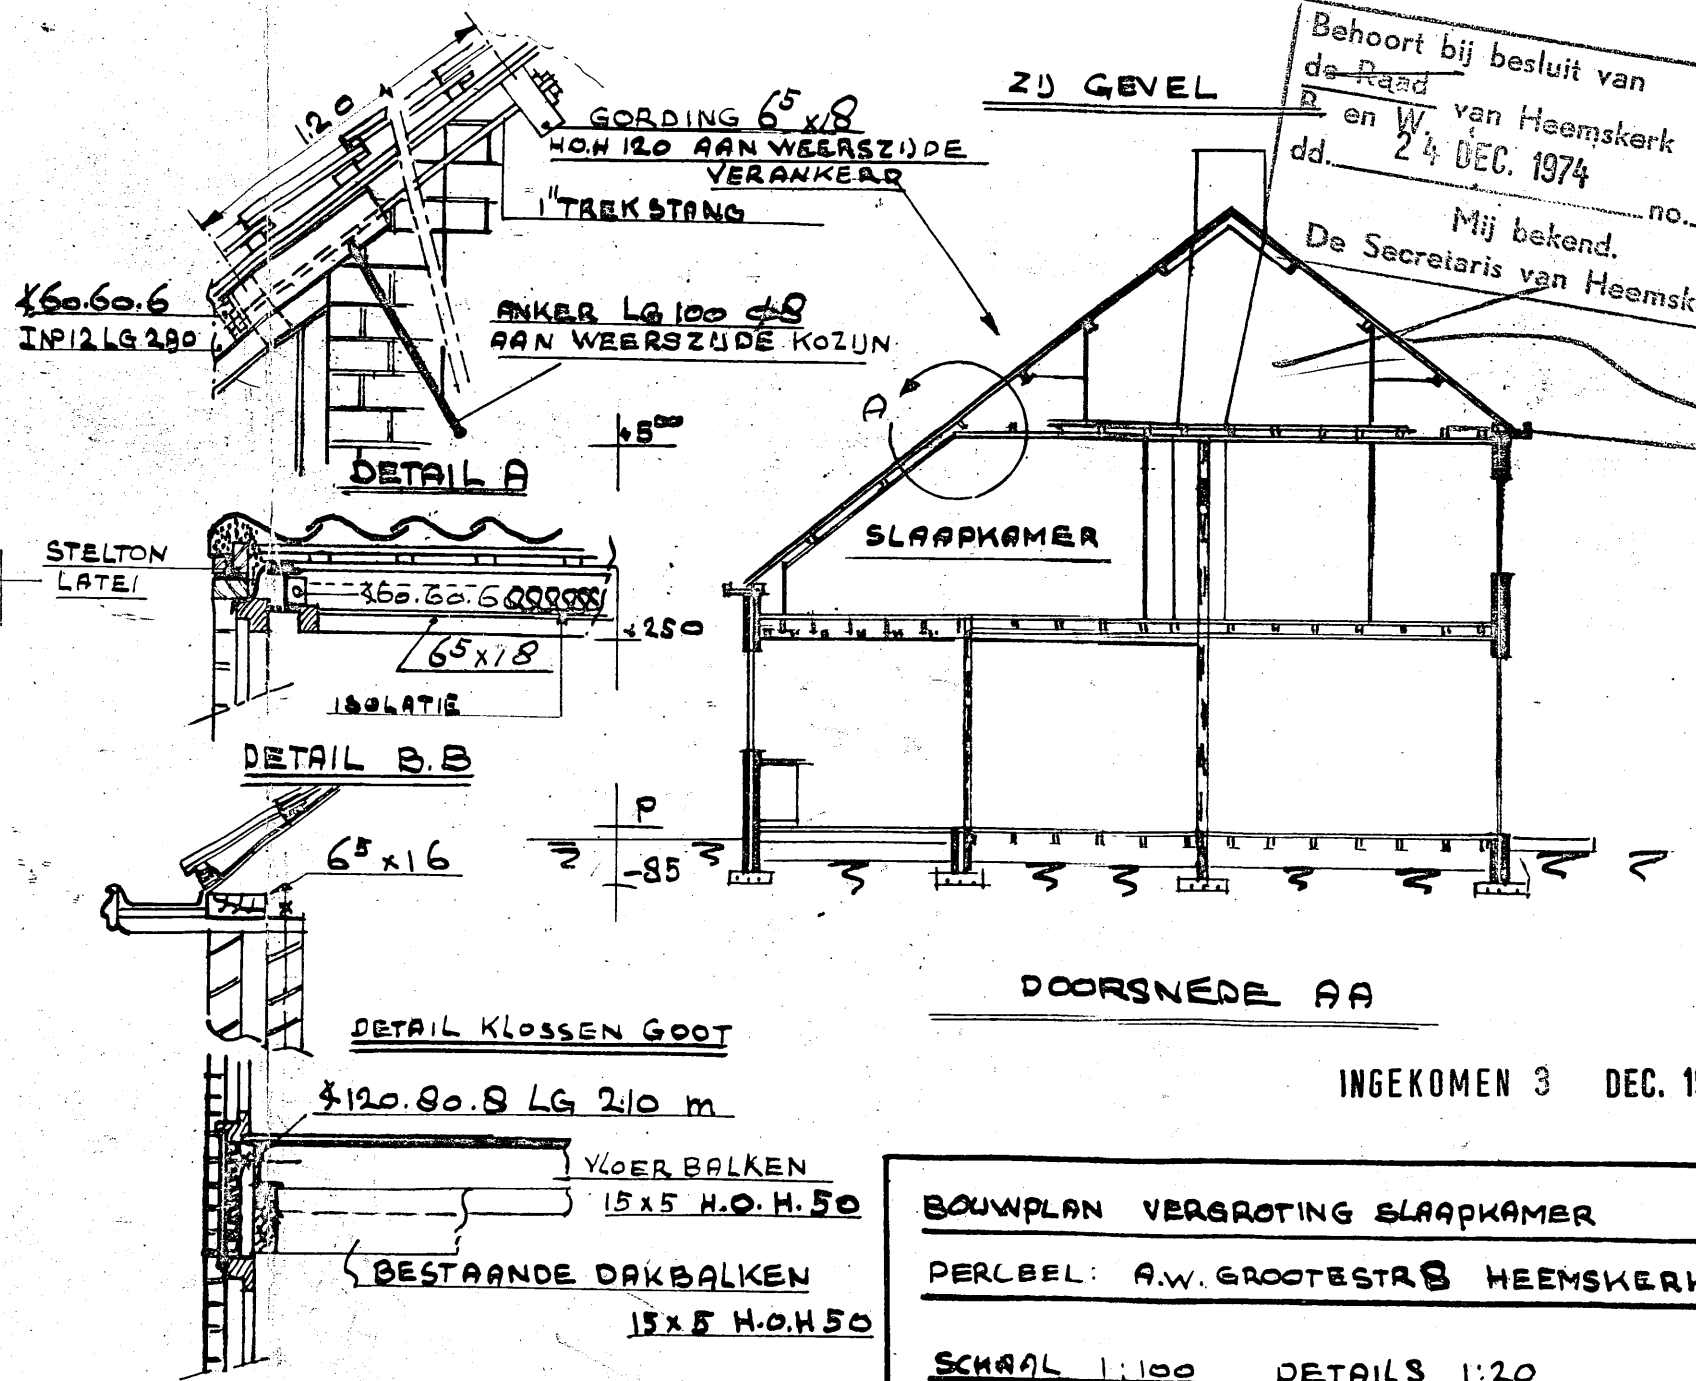 120
GORDING 6⁵x18
H.O.H 120 AAN WEERSZIJDE
VERANKERD
1" TREKSTANG
∡60.60.6
INP12 LG 290
ANKER LG 100 ⌀8
AAN WEERSZIJDE KOZIJN
DETAIL A
ZIJ GEVEL
Behoort bij besluit van
de Raad
B en W. van Heemskerk
dd. 24 DEC. 1974 no.
Mij bekend.
De Secretaris van Heemsk
A
+5⁰⁰
SLAAPKAMER
STELTON
LATEI
∡60.60.6
+250
6⁵x18
ISOLATIE
DETAIL B.B
P
-85
6⁵x16
DETAIL KLOSSEN GOOT
DOORSNEDE AA
INGEKOMEN 3 DEC. 19
∡120.80.8 LG 210 m
VLOER BALKEN
15x5 H.O.H. 50
BESTAANDE DAKBALKEN
15x5 H.O.H 50
BOUWPLAN VERGROTING SLAAPKAMER
PERCEEL: A.W. GROOTESTR 8 HEEMSKERK
SCHAAL 1:100 DETAILS 1:20